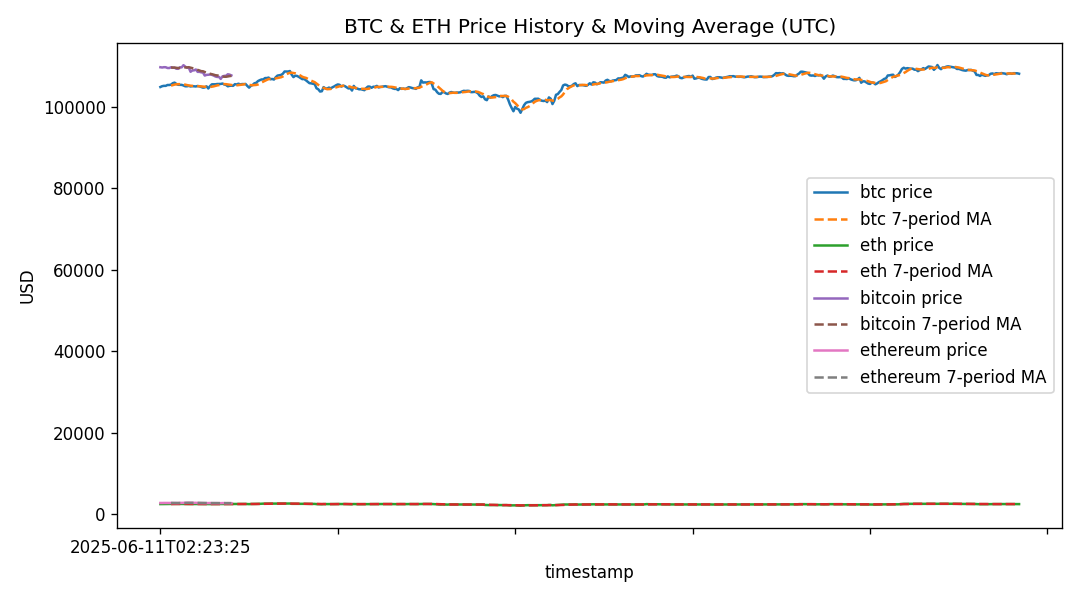 BTC & ETH Price History & Moving Average (UTC)
USD
100000
80000
60000
40000
20000
0
btc price
btc 7-period MA
eth price
eth 7-period MA
bitcoin price
bitcoin 7-period MA
ethereum price
ethereum 7-period MA
2025-06-11T02:23:25
timestamp